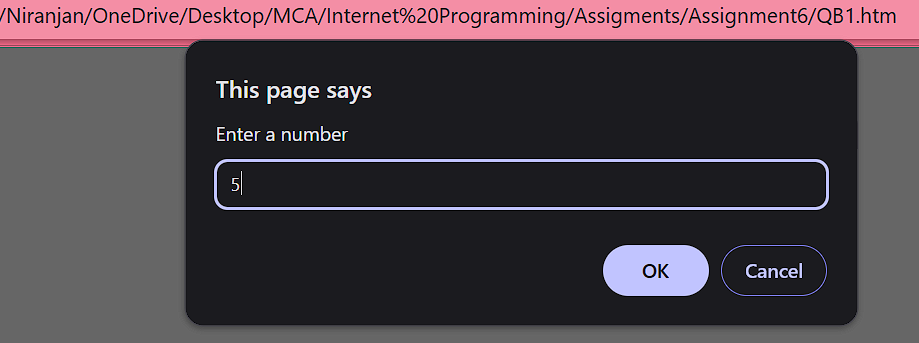 /Niranjan/OneDrive/Desktop/MCA/Internet%20Programming/Assigments/Assignment6/QB1.htm
This page says
Enter a number
5
OK
Cancel